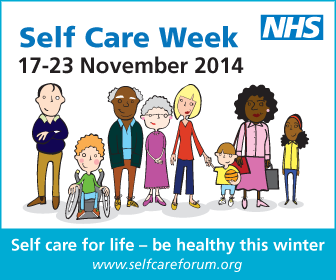 Self Care Week
NHS
17-23 November 2014
Self care for life – be healthy this winter
www.selfcareforum.org